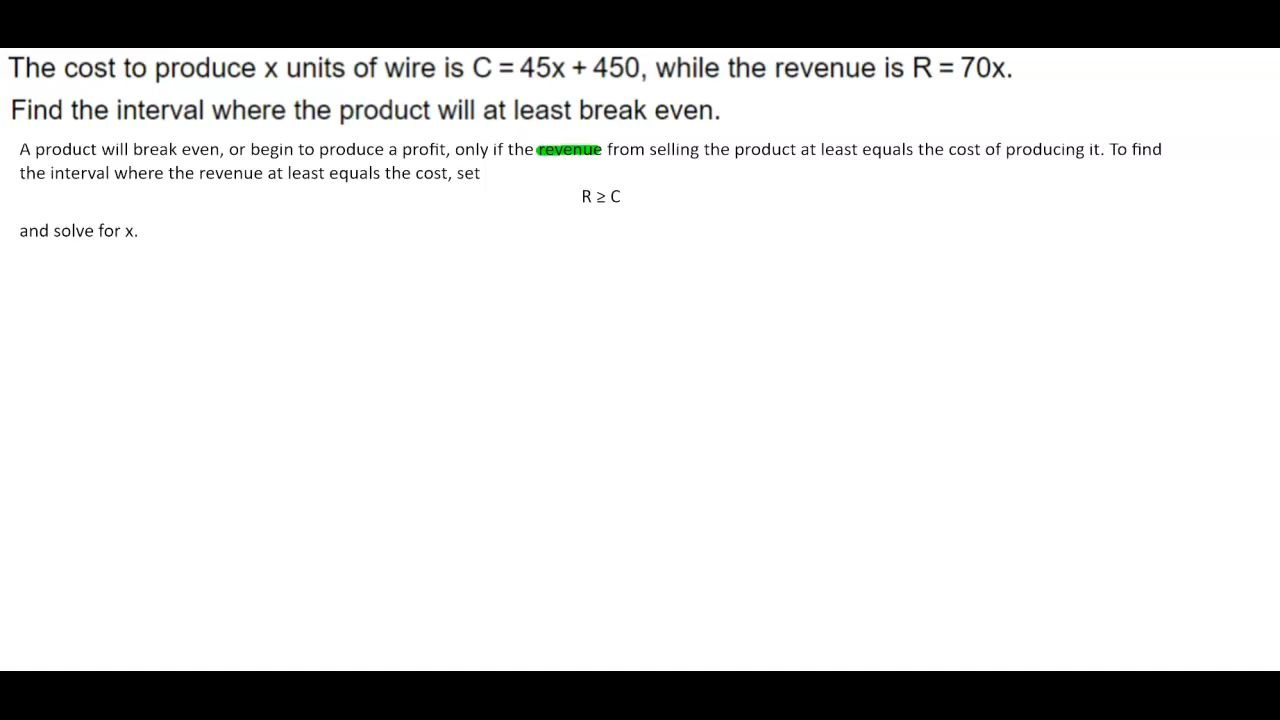 The cost to produce x units of wire is C = 45x + 450, while the revenue is R = 70x.
Find the interval where the product will at least break even.
A product will break even, or begin to produce a profit, only if the revenue from selling the product at least equals the cost of producing it. To find
the interval where the revenue at least equals the cost, set
R ≥ C
and solve for x.